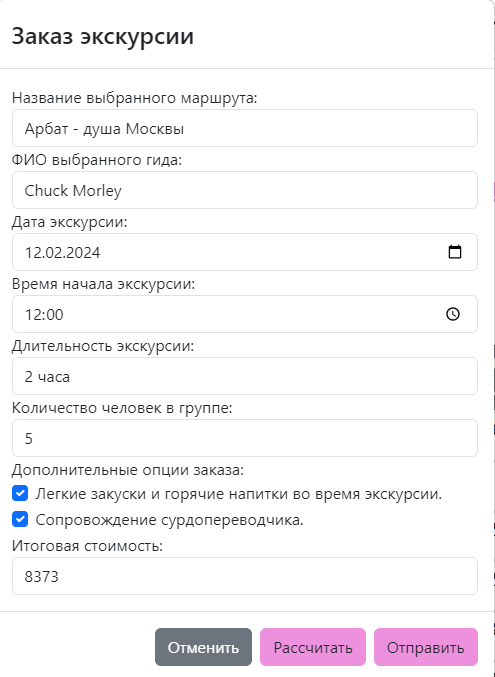 Заказ экскурсии
Название выбранного маршрута:
Арбат - душа Москвы
ФИО выбранного гида:
Chuck Morley
Дата экскурсии:
12.02.2024
Время начала экскурсии:
12:00
Длительность экскурсии:
2 часа
Количество человек в группе:
5
Дополнительные опции заказа:
Легкие закуски и горячие напитки во время экскурсии.
Сопровождение сурдопереводчика.
Итоговая стоимость:
8373
Отменить Рассчитать Отправить